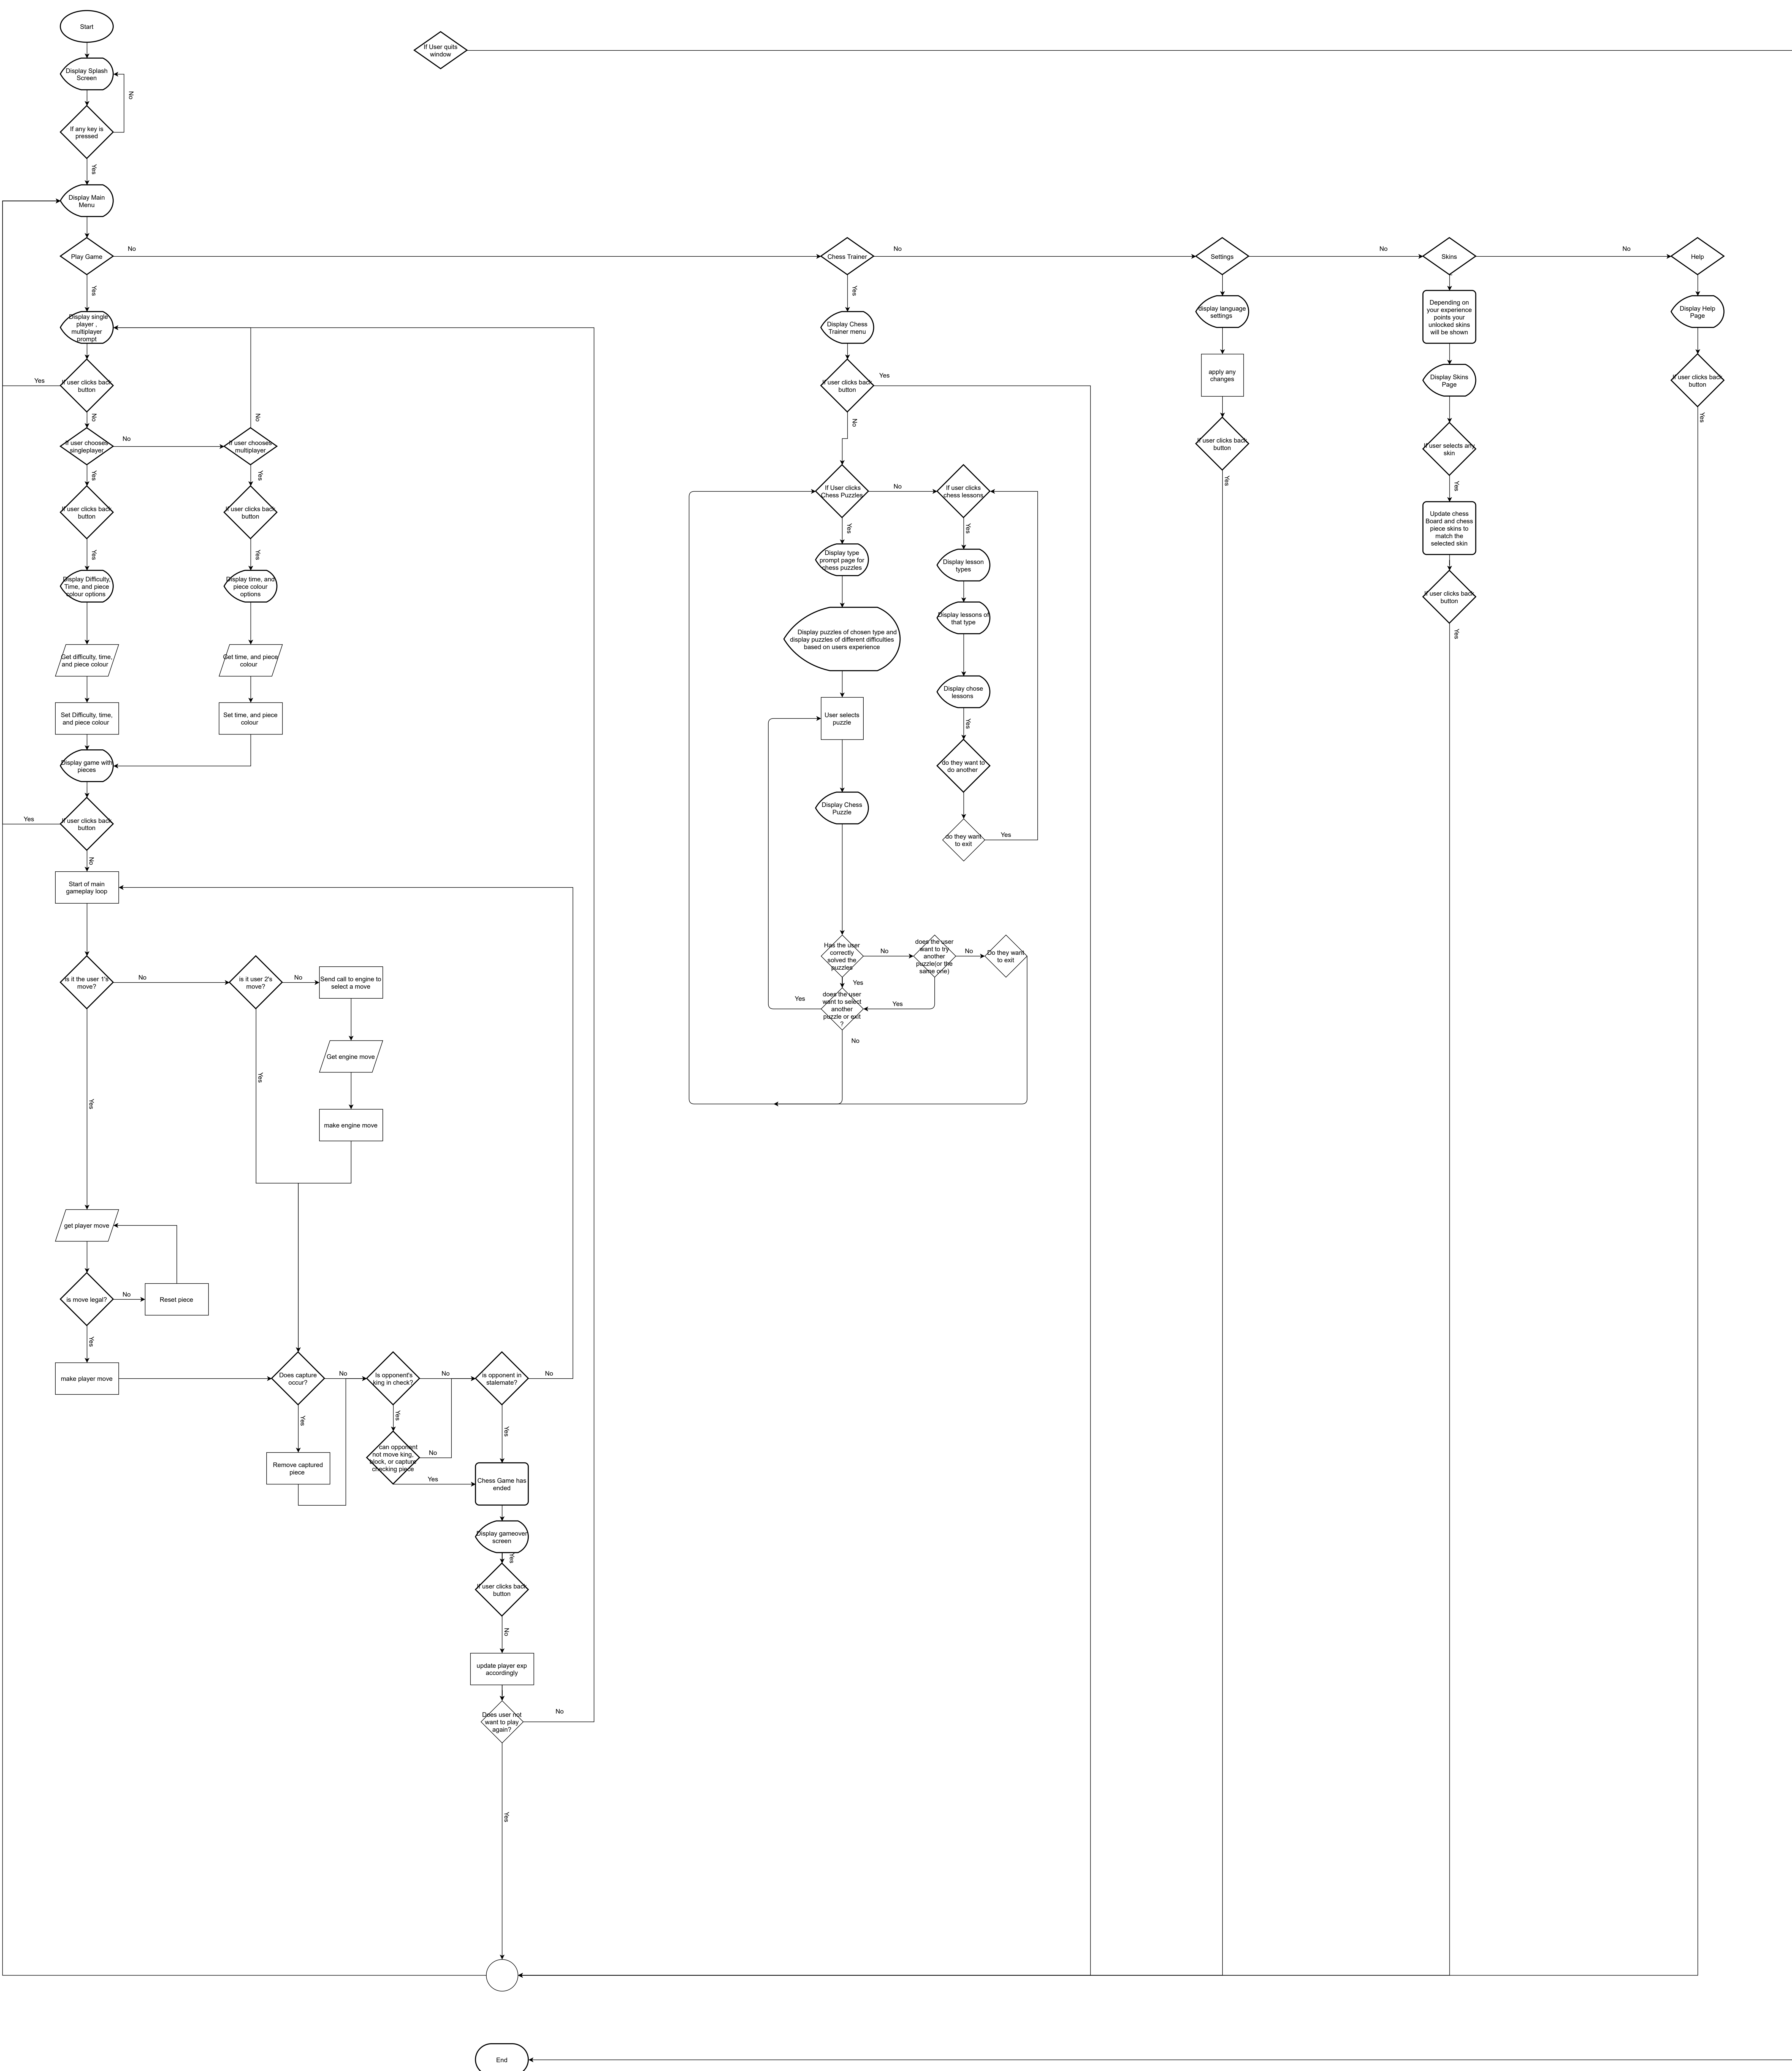 Start
If User quits
window
Display Splash
Screen
No
If any key is
pressed
Yes
Display Main
Menu
Play Game
No
Chess Trainer
No
Settings
No
Skins
No
Help
Yes
Display single
player ,
multiplayer
prompt
If user clicks back
button
Yes
No
If user chooses
singleplayer
No
If user chooses
multiplayer
No
Yes
Yes
If user clicks back
button
If user clicks back
button
Yes
Yes
Display Difficulty,
Time, and piece
colour options
Display time, and
piece colour
options
Get difficulty, time,
and piece colour
Get time, and piece
colour
Set Difficulty, time,
and piece colour
Set time, and piece
colour
Display game with
pieces
If user clicks back
button
Yes
No
Start of main
gameplay loop
Is it the user 1's
move?
No
is it user 2's
move?
No
Send call to engine to
select a move
Yes
Yes
Get engine move
make engine move
get player move
is move legal?
No
Reset piece
Yes
make player move
Does capture
occur?
No
Is opponent's
king in check?
No
is opponent in
stalemate?
No
Yes
Yes
Yes
Remove captured
piece
can opponent
not move king,
block, or capture
checking piece
No
Yes
Chess Game has
ended
Display gameover
screen
Yes
If user clicks back
button
No
update player exp
accordingly
Does user not
want to play
again?
No
Yes
Yes
Display Chess
Trainer menu
If user clicks back
button
Yes
No
If User clicks
Chess Puzzles
No
If user clicks
chess lessons
Yes
Yes
Display type
prompt page for
chess puzzles
Display lesson
types
Display puzzles of chosen type and
display puzzles of different difficulties
based on users experience
Display lessons of
that type
User selects
puzzle
Display chose
lessons
Yes
do they want to
do another
Display Chess
Puzzle
do they want
to exit
Yes
Has the user
correctly
solved the
puzzles
No
does the user
want to try
another
puzzle(or the
same one)
No
Do they want
to exit
Yes
does the user
want to select
another
puzzle or exit
?
Yes
Yes
No
display language
settings
apply any
changes
If user clicks back
button
Yes
Depending on
your experience
points your
unlocked skins
will be shown
Display Skins
Page
If user selects any
skin
Yes
Update chess
Board and chess
piece skins to
match the
selected skin
If user clicks back
button
Yes
Display Help
Page
If user clicks back
button
Yes
End